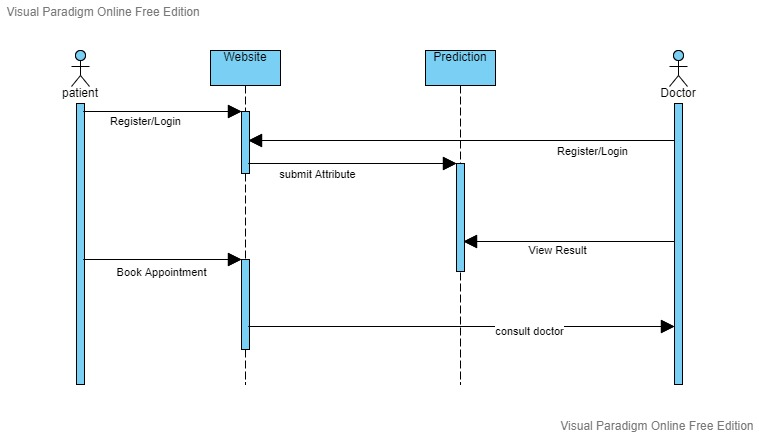 Visual Paradigm Online Free Edition
Website
Prediction
patient
Doctor
Register/Login
Register/Login
submit Attribute
View Result
Book Appointment
consult doctor
Visual Paradigm Online Free Edition